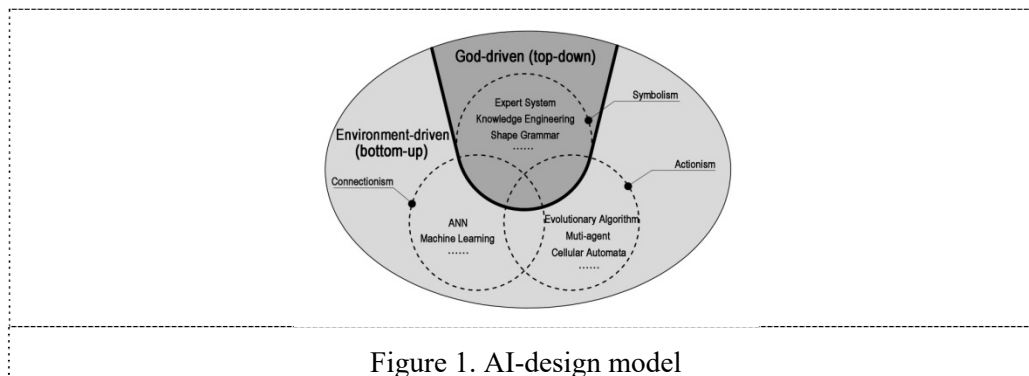 God-driven (top-down)
Symbolism
Expert System
Knowledge Engineering
Shape Grammar
......
Environment-driven
(bottom-up)
Actionism
Connectionism
ANN
Machine Learning
......
Evolutionary Algorithm
Muti-agent
Cellular Automata
......
Figure 1. AI-design model